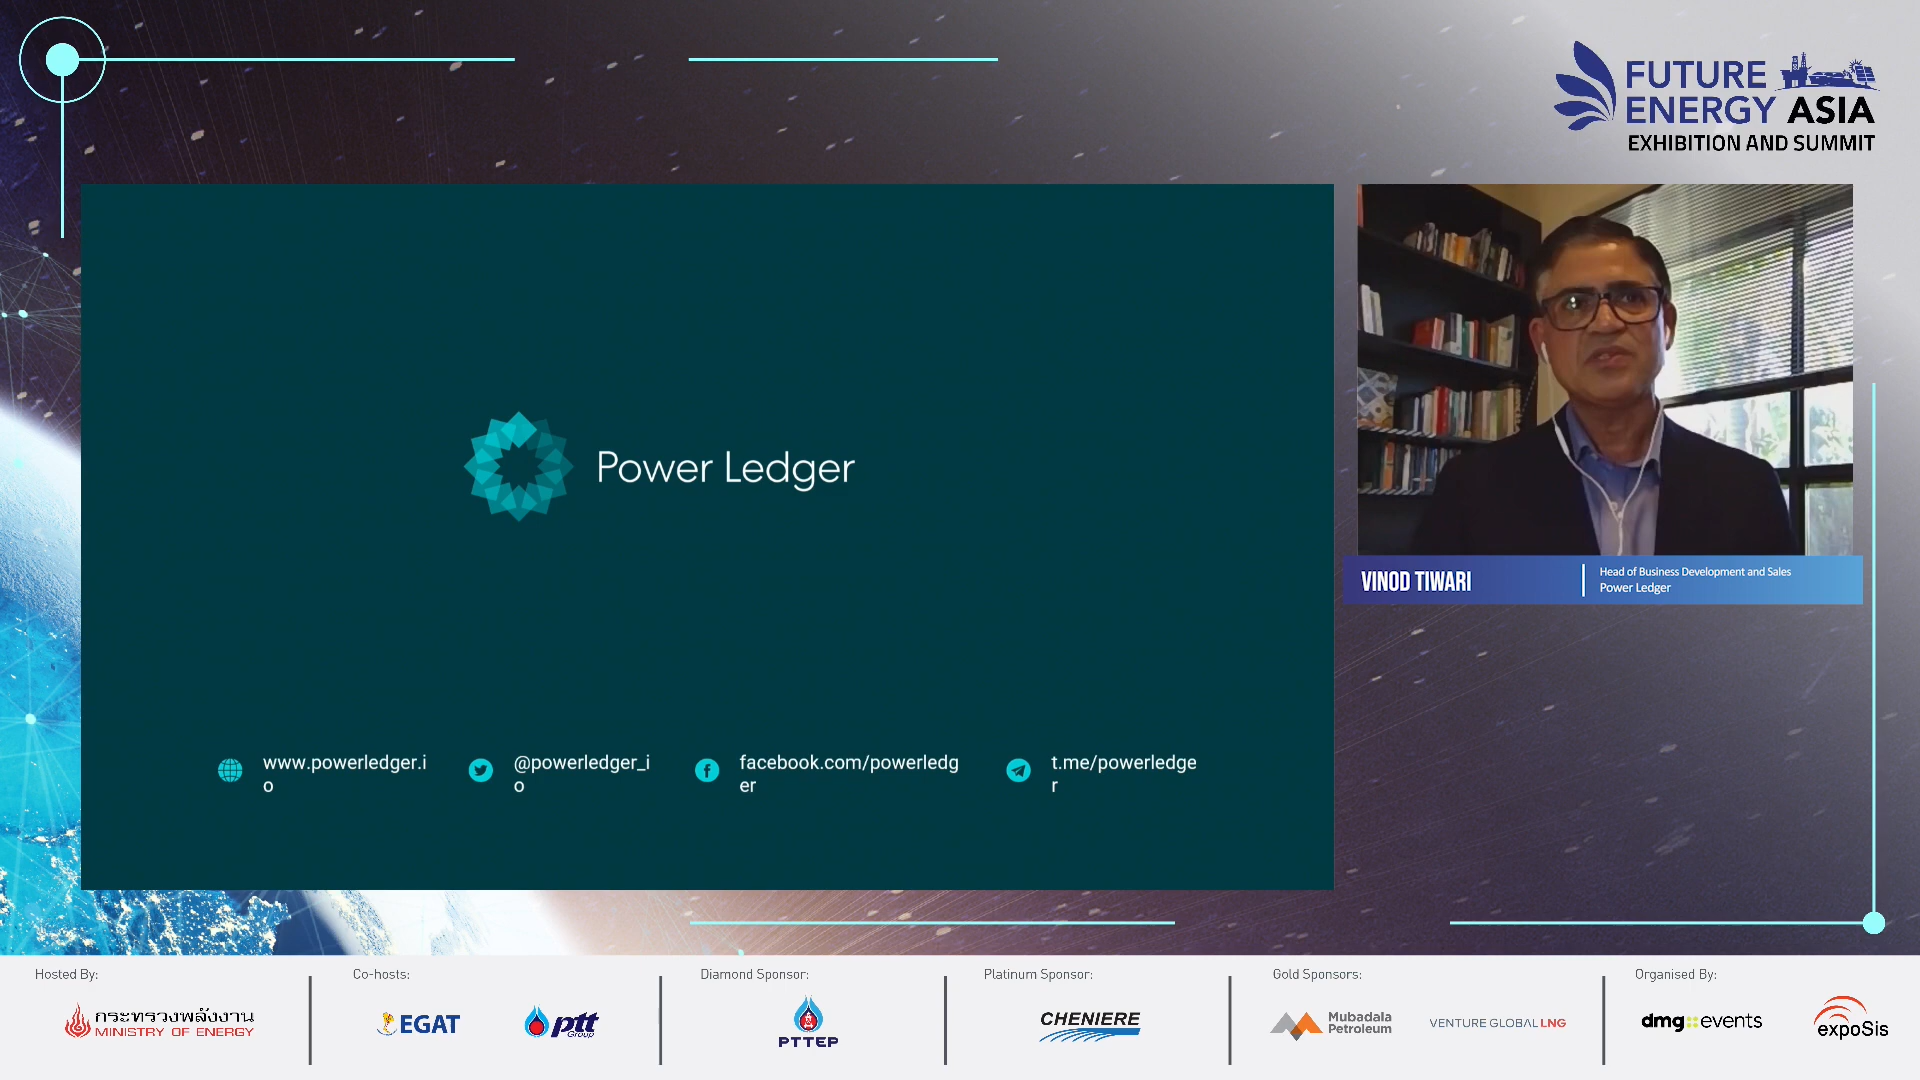 FUTURE
ENERGY ASIA
EXHIBITION AND SUMMIT
Power Ledger
www.powerledger.i
o
@powerledger_i
o
facebook.com/powerledg
er
t.me/powerledge
r
VINOD TIWARI
Head of Business Development and Sales
Power Ledger
Hosted By:
กระทรวงพลังงาน
MINISTRY OF ENERGY
Co-hosts:
EGAT
ptt
Group
Diamond Sponsor:
PTTEP
Platinum Sponsor:
CHENIERE
Gold Sponsors:
Mubadala
Petroleum
VENTURE GLOBAL LNG
Organised By:
dmg::events
expoSis